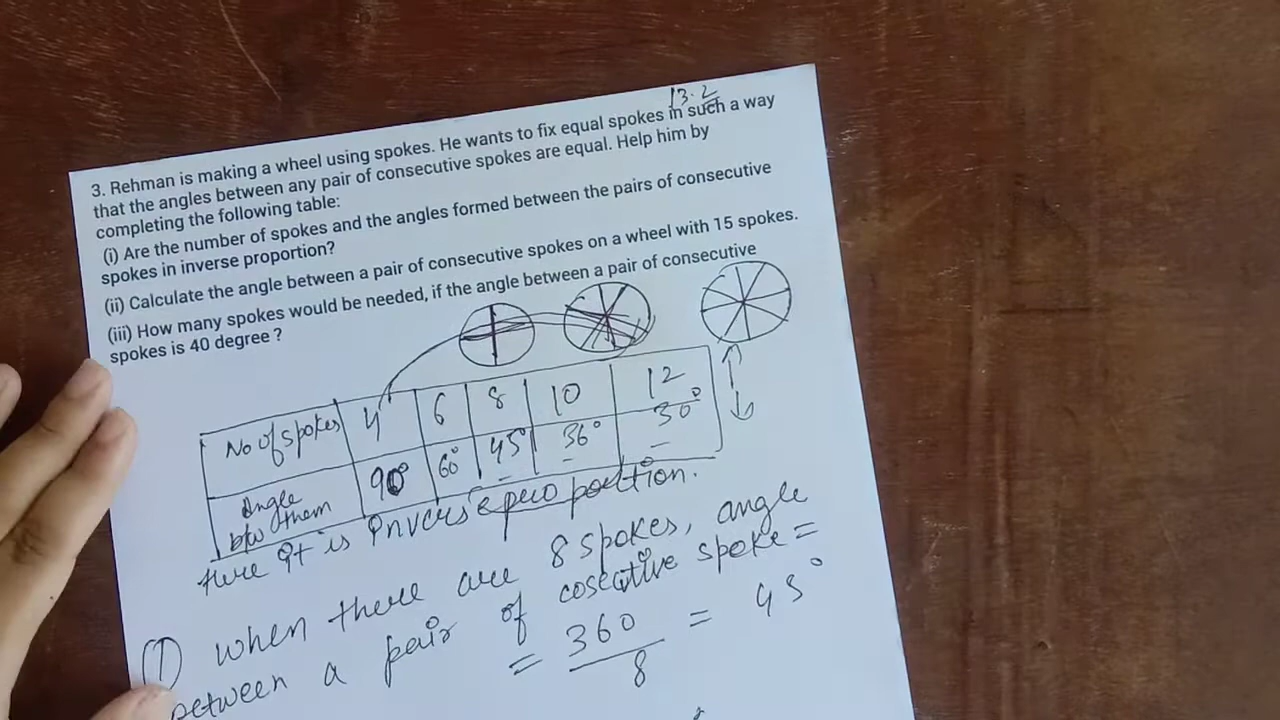 13.2
3. Rehman is making a wheel using spokes. He wants to fix equal spokes in such a way
that the angles between any pair of consecutive spokes are equal. Help him by
completing the following table:
(i) Are the number of spokes and the angles formed between the pairs of consecutive
spokes in inverse proportion?
(ii) Calculate the angle between a pair of consecutive spokes on a wheel with 15 spokes.
(iii) How many spokes would be needed, if the angle between a pair of consecutive
spokes is 40 degree ?
No of spokes 4 6 8 10 12
Angle b/w them 90° 60° 45° 36° 30°
Here it is inverse proportion.
(1) when there are 8 spokes, angle
between a pair of cosecutive spoke =
= 360/8 = 45°